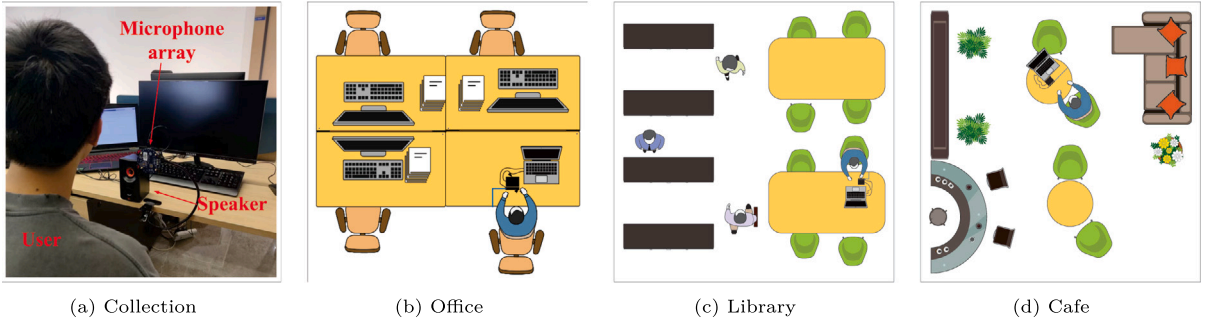 Microphone
array
Speaker
User
(a) Collection
(b) Office
(c) Library
(d) Cafe